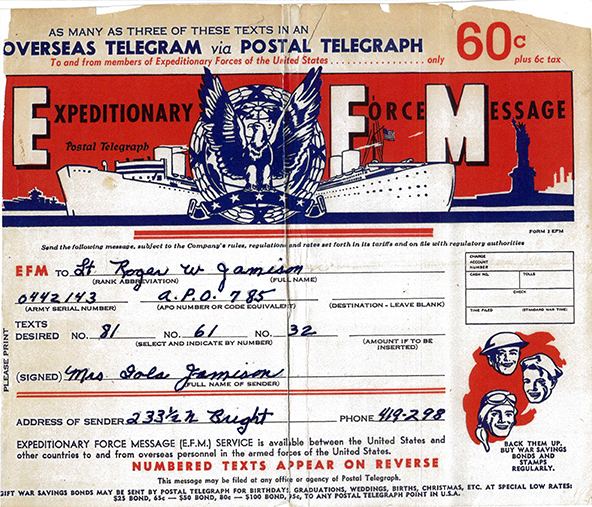 AS MANY AS THREE OF THESE TEXTS IN AN
OVERSEAS TELEGRAM via POSTAL TELEGRAPH
60c
To and from members of Expeditionary Forces of the United States . . . . . . . . . . . . . . . . . . only
plus 6c tax
EXPEDITIONARY FORCE MESSAGE
Postal Telegraph
FORM 2 EFM
Send the following message, subject to the Company's rules, regulations and rates set forth in its tariffs and on file with regulatory authorities
CHARGE ACCOUNT NUMBER
CASH NO.
TOLLS
CHECK
TIME FILED
(STANDARD WAR TIME)
EFM TO Lt. Roger W Jamison
(RANK ABBREVIATION) (FULL NAME)
0442143 A.P.O. 785
(ARMY SERIAL NUMBER) (APO NUMBER OR CODE EQUIVALENT) (DESTINATION - LEAVE BLANK)
TEXTS DESIRED NO. 81 NO. 61 NO. 32
(SELECT AND INDICATE BY NUMBER) (AMOUNT IF TO BE INSERTED)
PLEASE PRINT
(SIGNED) Mrs Iola Jamison
(FULL NAME OF SENDER)
ADDRESS OF SENDER 233½ N Bright PHONE 419-298
EXPEDITIONARY FORCE MESSAGE (E.F.M.) SERVICE is available between the United States and
other countries to and from overseas personnel in the armed forces of the United States.
NUMBERED TEXTS APPEAR ON REVERSE
This message may be filed at any office or agency of Postal Telegraph.
BACK THEM UP.
BUY WAR SAVINGS
BONDS AND
STAMPS
REGULARLY.
GIFT WAR SAVINGS BONDS MAY BE SENT BY POSTAL TELEGRAPH FOR BIRTHDAYS, GRADUATIONS, WEDDINGS, BIRTHS, CHRISTMAS, ETC. AT SPECIAL LOW RATES:
$25 BOND, 65c — $50 BOND, 80c — $100 BOND, 95c, TO ANY POSTAL TELEGRAPH POINT IN U.S.A.